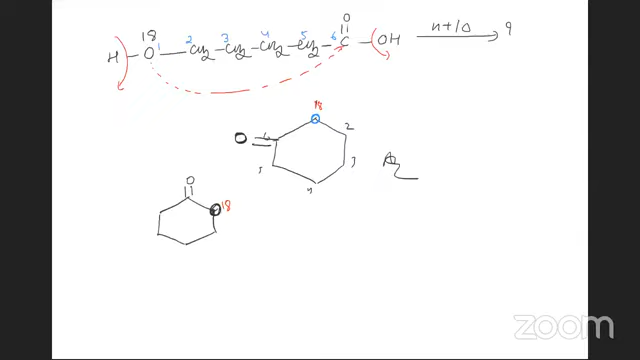 18 O
H - O - CH2 - CH2 - CH2 - CH2 - C - OH H+/Δ ?
1 2 3 4 5 6
O
18
O 6 2
5 3
4
O
18
zoom